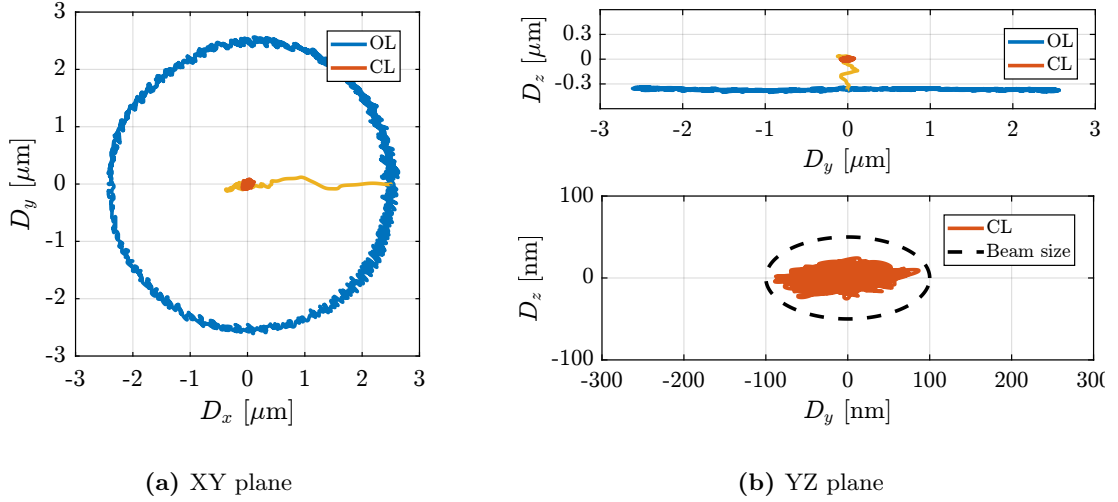 3
2
1
0
-1
-2
-3
D_y [μm]
OL
CL
-3 -2 -1 0 1 2 3
D_x [μm]
(a) XY plane
0.3
0
-0.3
D_z [μm]
OL
CL
-3 -2 -1 0 1 2 3
D_y [μm]
100
0
-100
D_z [nm]
CL
Beam size
-300 -200 -100 0 100 200 300
D_y [nm]
(b) YZ plane